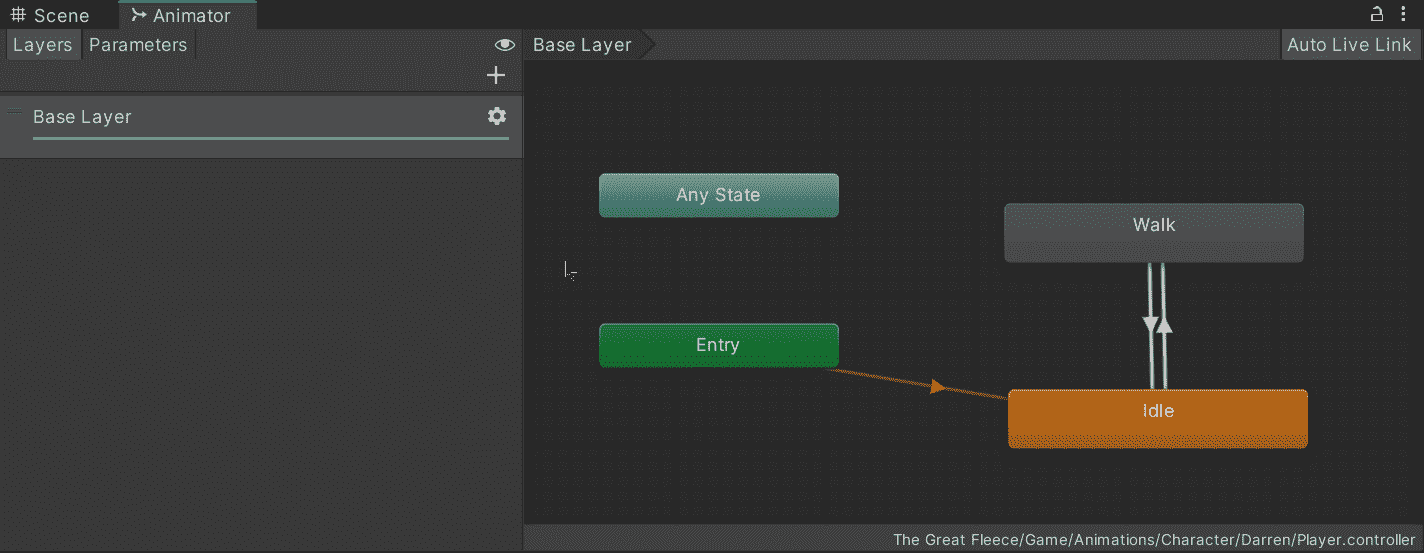 Scene
Animator
Layers
Parameters
Base Layer
Auto Live Link
Base Layer
Any State
Walk
Entry
Idle
The Great Fleece/Game/Animations/Character/Darren/Player.controller